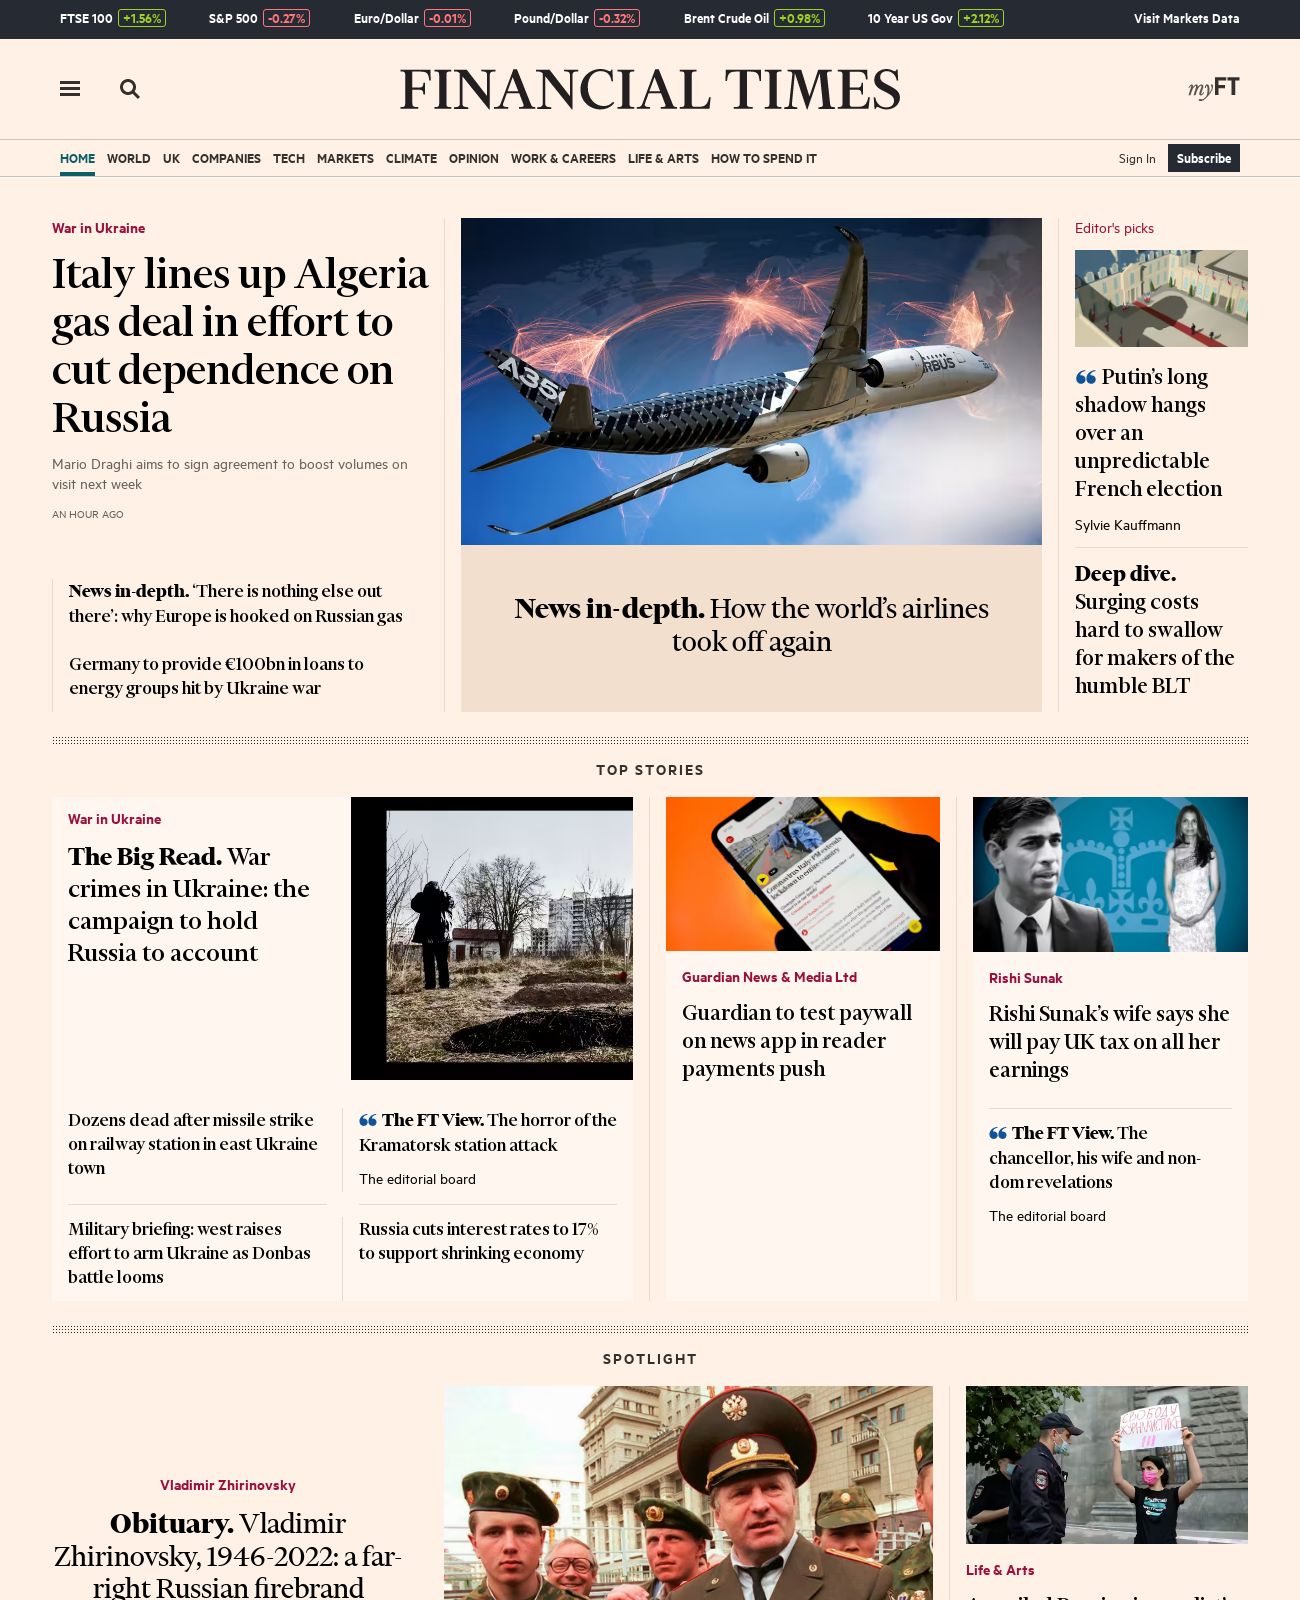 FTSE 100 +1.56% S&P 500 -0.27% Euro/Dollar -0.01% Pound/Dollar -0.32% Brent Crude Oil +0.98% 10 Year US Gov +2.12% Visit Markets Data
FINANCIAL TIMES
myFT
HOME WORLD UK COMPANIES TECH MARKETS CLIMATE OPINION WORK & CAREERS LIFE & ARTS HOW TO SPEND IT Sign In Subscribe
War in Ukraine
Italy lines up Algeria
gas deal in effort to
cut dependence on
Russia
Mario Draghi aims to sign agreement to boost volumes on
visit next week
AN HOUR AGO
News in-depth. ‘There is nothing else out
there’: why Europe is hooked on Russian gas
Germany to provide €100bn in loans to
energy groups hit by Ukraine war
A350
AIRBUS
News in-depth. How the world’s airlines
took off again
Editor's picks
“ Putin’s long
shadow hangs
over an
unpredictable
French election
Sylvie Kauffmann
Deep dive.
Surging costs
hard to swallow
for makers of the
humble BLT
TOP STORIES
War in Ukraine
The Big Read. War
crimes in Ukraine: the
campaign to hold
Russia to account
Dozens dead after missile strike
on railway station in east Ukraine
town
“ The FT View. The horror of the
Kramatorsk station attack
The editorial board
Military briefing: west raises
effort to arm Ukraine as Donbas
battle looms
Russia cuts interest rates to 17%
to support shrinking economy
Coronavirus Italy: PM extends
lockdown to entire country
Guardian News & Media Ltd
Guardian to test paywall
on news app in reader
payments push
Rishi Sunak
Rishi Sunak’s wife says she
will pay UK tax on all her
earnings
“ The FT View. The
chancellor, his wife and non-
dom revelations
The editorial board
SPOTLIGHT
Vladimir Zhirinovsky
Obituary. Vladimir
Zhirinovsky, 1946-2022: a far-
right Russian firebrand
СВОБОДУ
ЖУРНАЛИСТИКЕ
!!!
Life & Arts